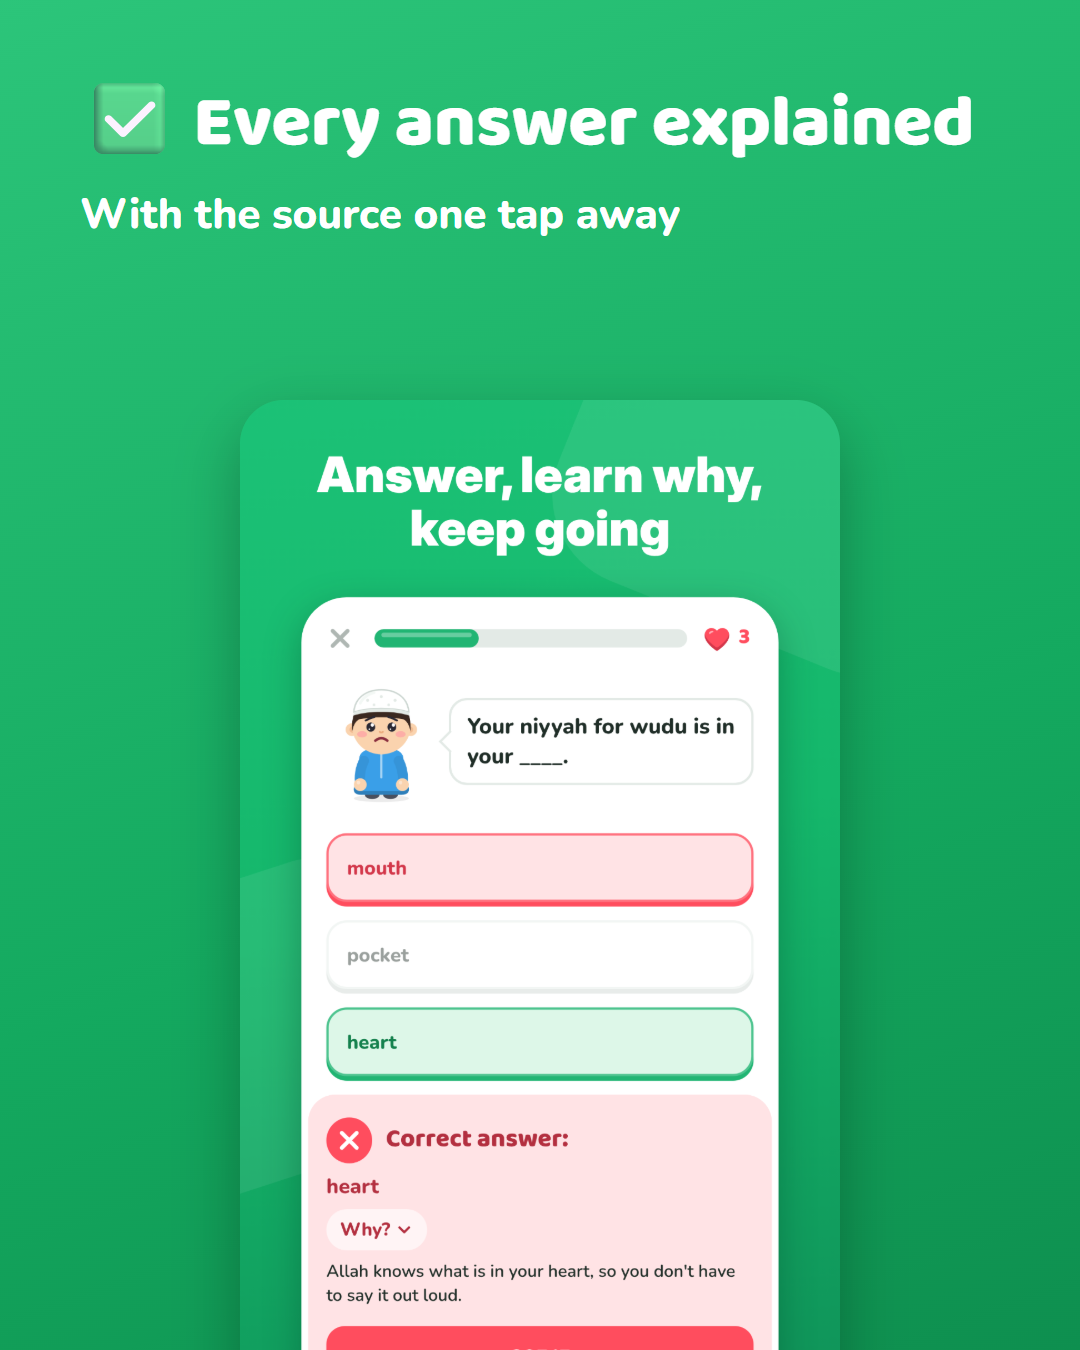 Every answer explained
With the source one tap away
Answer, learn why,
keep going
3
Your niyyah for wudu is in
your ____.
mouth
pocket
heart
Correct answer:
heart
Why?
Allah knows what is in your heart, so you don't have
to say it out loud.